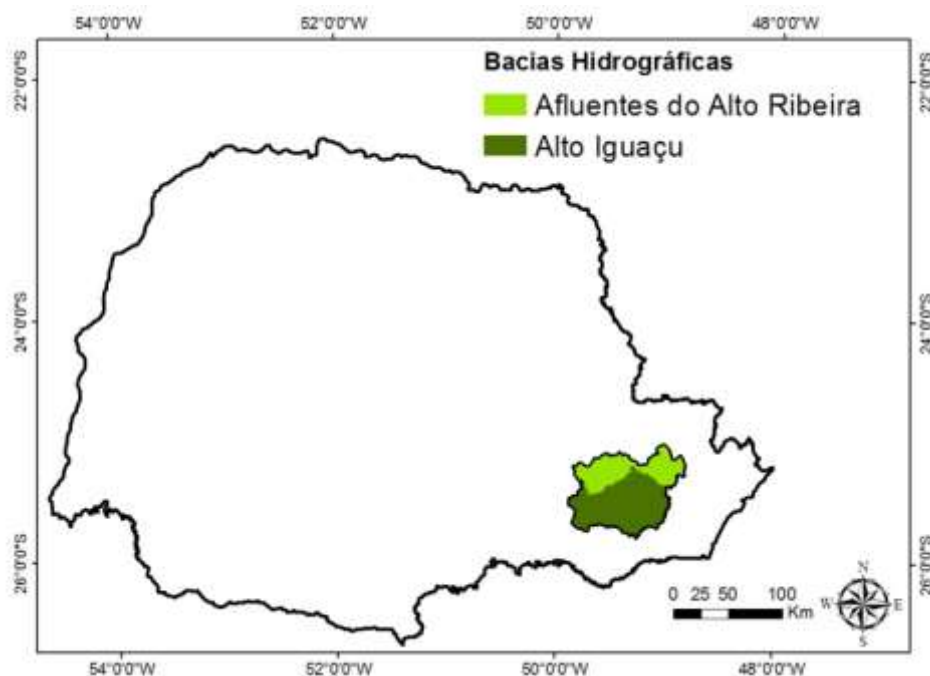 54°0'0"W 52°0'0"W 50°0'0"W 48°0'0"W
22°0'0"S 22°0'0"S
Bacias Hidrográficas
Afluentes do Alto Ribeira
Alto Iguaçu
24°0'0"S 24°0'0"S
26°0'0"S 26°0'0"S
N
0 25 50 100
Km
W E
S
54°0'0"W 52°0'0"W 50°0'0"W 48°0'0"W